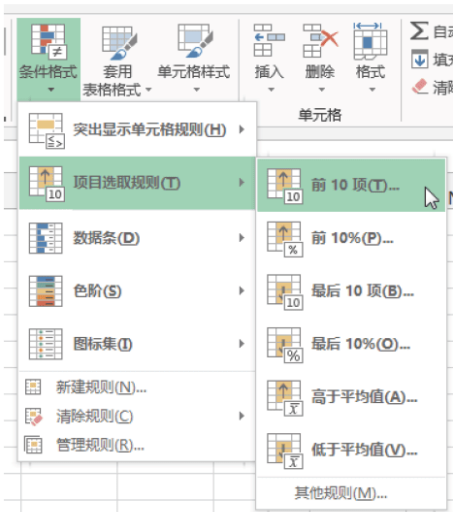 条件格式
套用
表格格式
单元格样式
插入
删除
格式
单元格
Σ 自动
填充
清除
突出显示单元格规则(H)
项目选取规则(T)
数据条(D)
色阶(S)
图标集(I)
新建规则(N)...
清除规则(C)
管理规则(R)...
前 10 项(T)...
前 10%(P)...
最后 10 项(B)...
最后 10%(O)...
高于平均值(A)...
低于平均值(V)...
其他规则(M)...